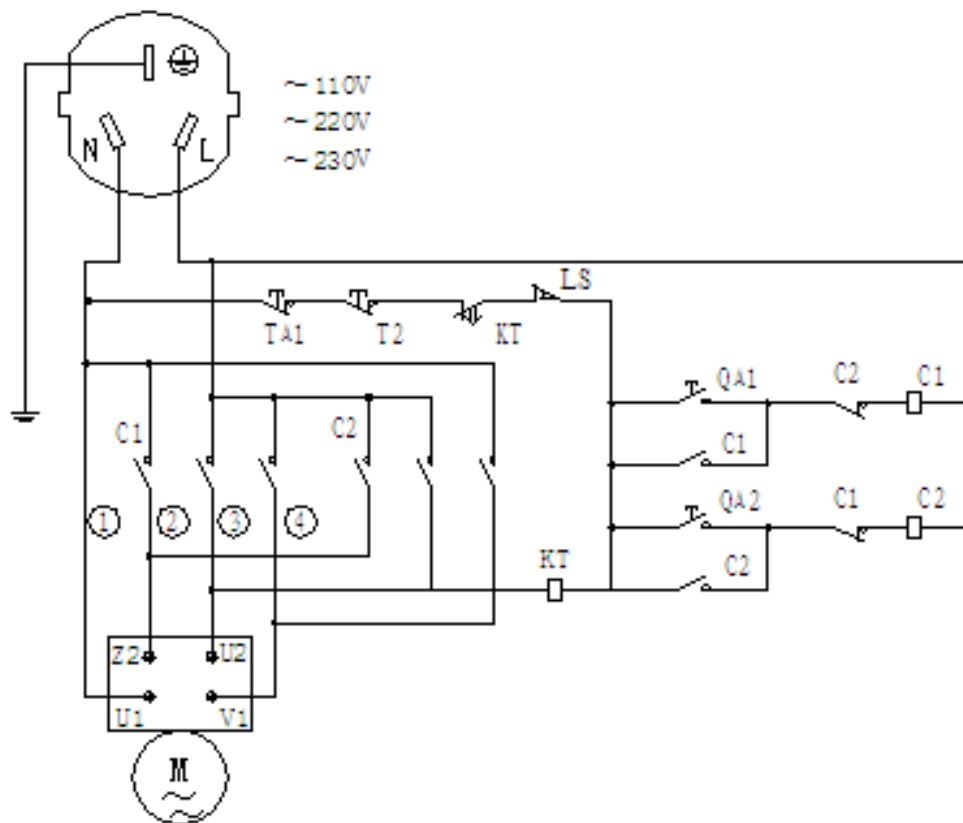 ~110V
~220V
~230V
N L
LS
TA1 T2 KT
QA1 C2 C1
C1 C2 C1
① ② ③ ④ QA2 C1 C2
KT C2
Z2 U2
U1 V1
M